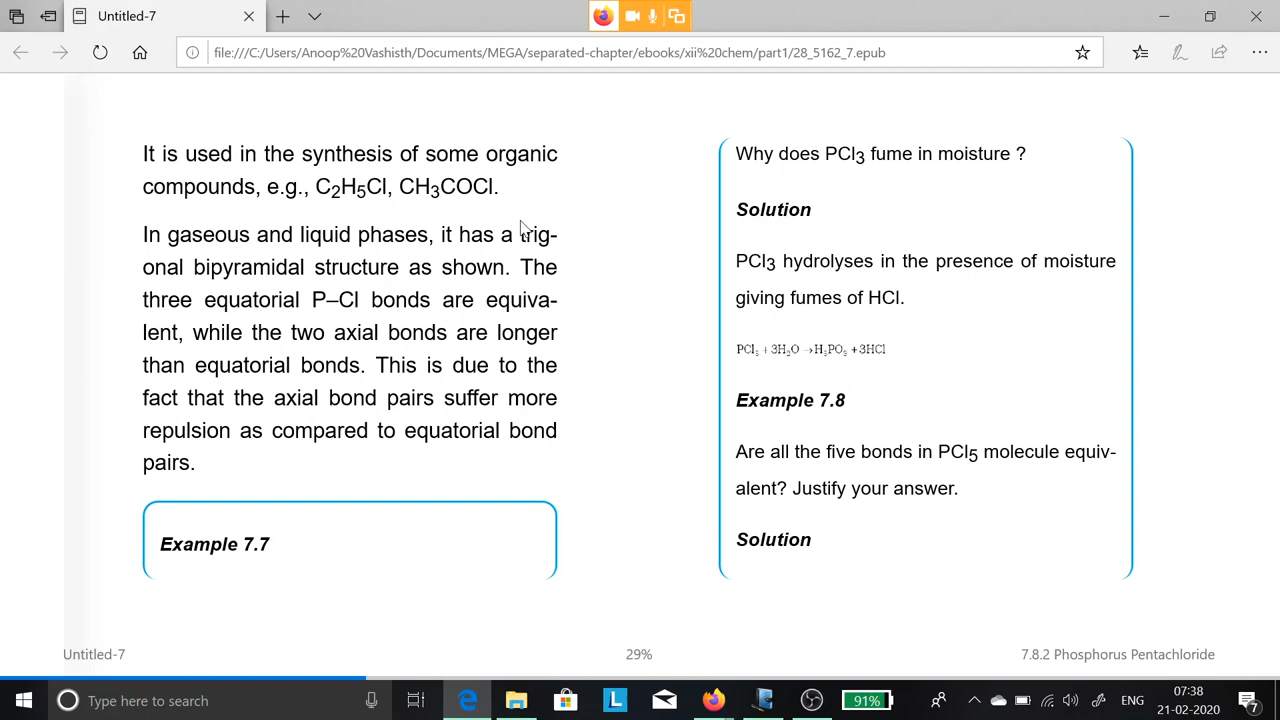 Untitled-7
file:///C:/Users/Anoop%20Vashisth/Documents/MEGA/separated-chapter/ebooks/xii%20chem/part1/28_5162_7.epub
It is used in the synthesis of some organic
compounds, e.g., C2H5Cl, CH3COCl.
In gaseous and liquid phases, it has a trig-
onal bipyramidal structure as shown. The
three equatorial P–Cl bonds are equiva-
lent, while the two axial bonds are longer
than equatorial bonds. This is due to the
fact that the axial bond pairs suffer more
repulsion as compared to equatorial bond
pairs.
Example 7.7
Why does PCl3 fume in moisture ?
Solution
PCl3 hydrolyses in the presence of moisture
giving fumes of HCl.
PCl3 + 3H2O → H3PO3 + 3HCl
Example 7.8
Are all the five bonds in PCl5 molecule equiv-
alent? Justify your answer.
Solution
Untitled-7
29%
7.8.2 Phosphorus Pentachloride
Type here to search
91%
ENG
07:38
21-02-2020
7